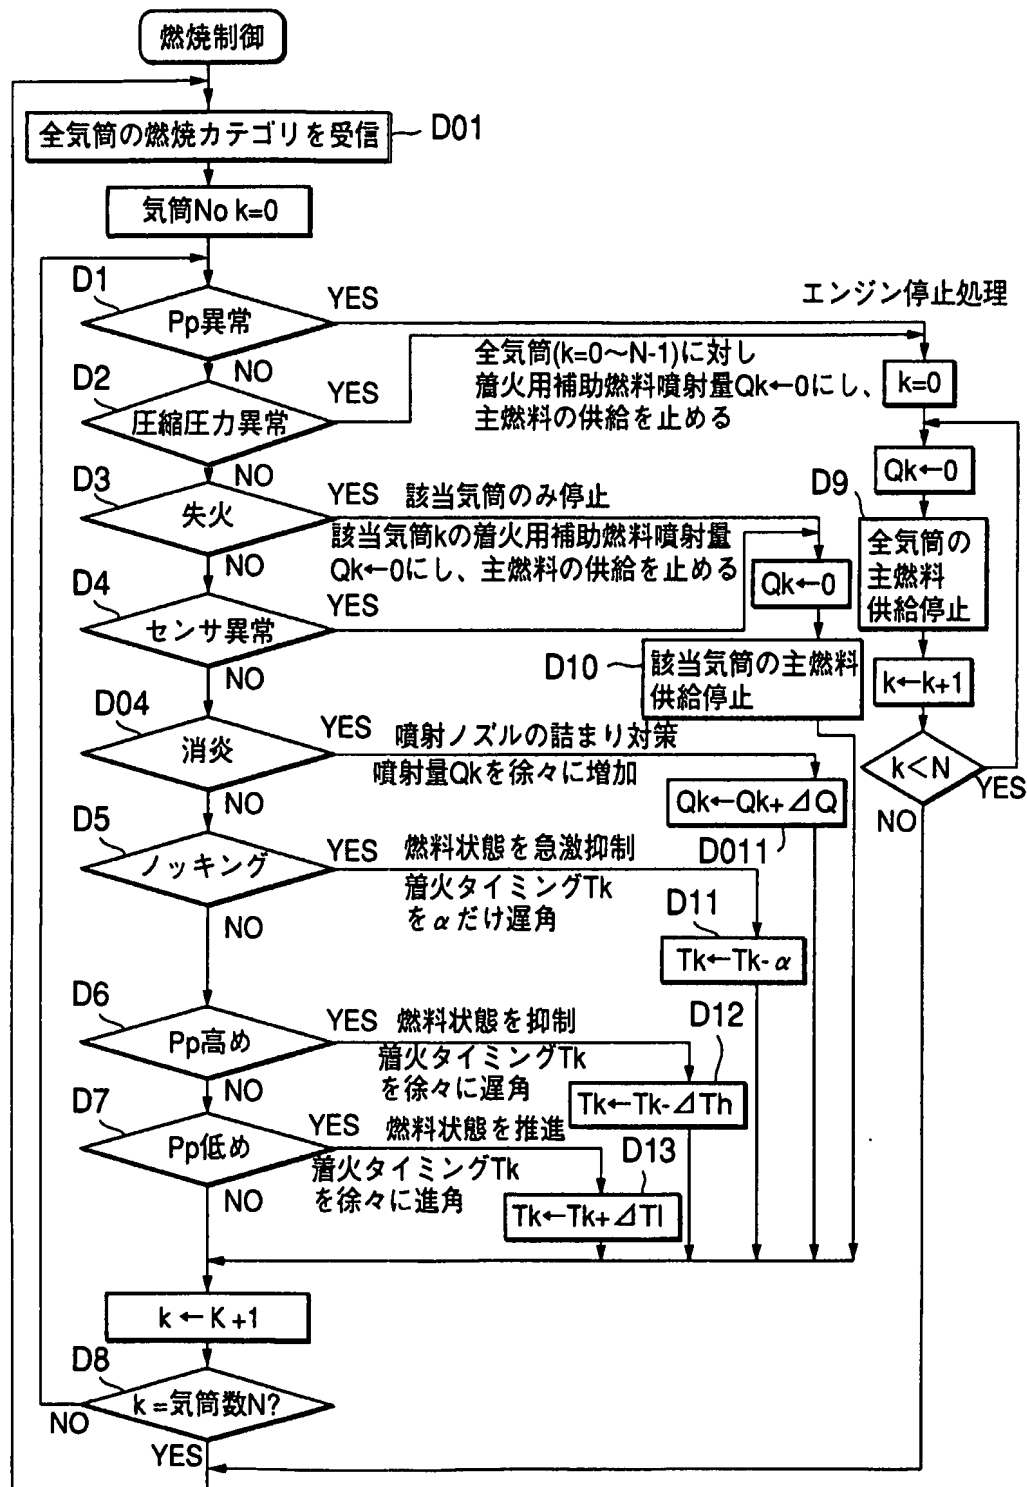 燃焼制御
全気筒の燃焼カテゴリを受信
D01
気筒No k=0
D1
Pp異常
YES
エンジン停止処理
NO
D2
圧縮圧力異常
YES
全気筒(k=0～N-1)に対し
着火用補助燃料噴射量Qk←0にし、
主燃料の供給を止める
k=0
NO
Qk←0
D3
失火
YES
該当気筒のみ停止
該当気筒kの着火用補助燃料噴射量
Qk←0にし、主燃料の供給を止める
D9
全気筒の
主燃料
供給停止
NO
Qk←0
D4
センサ異常
YES
NO
D10
該当気筒の主燃料
供給停止
k←k+1
D04
消炎
YES
噴射ノズルの詰まり対策
噴射量Qkを徐々に増加
k<N
YES
NO
NO
Qk←Qk+⊿Q
D011
D5
ノッキング
YES
燃料状態を急激抑制
着火タイミングTk
をαだけ遅角
NO
D11
Tk←Tk-α
D6
Pp高め
YES
燃料状態を抑制
着火タイミングTk
を徐々に遅角
D12
Tk←Tk-⊿Th
NO
D7
Pp低め
YES
燃料状態を推進
着火タイミングTk
を徐々に進角
D13
Tk←Tk+⊿Tl
NO
k←K+1
D8
k=気筒数N?
NO
YES